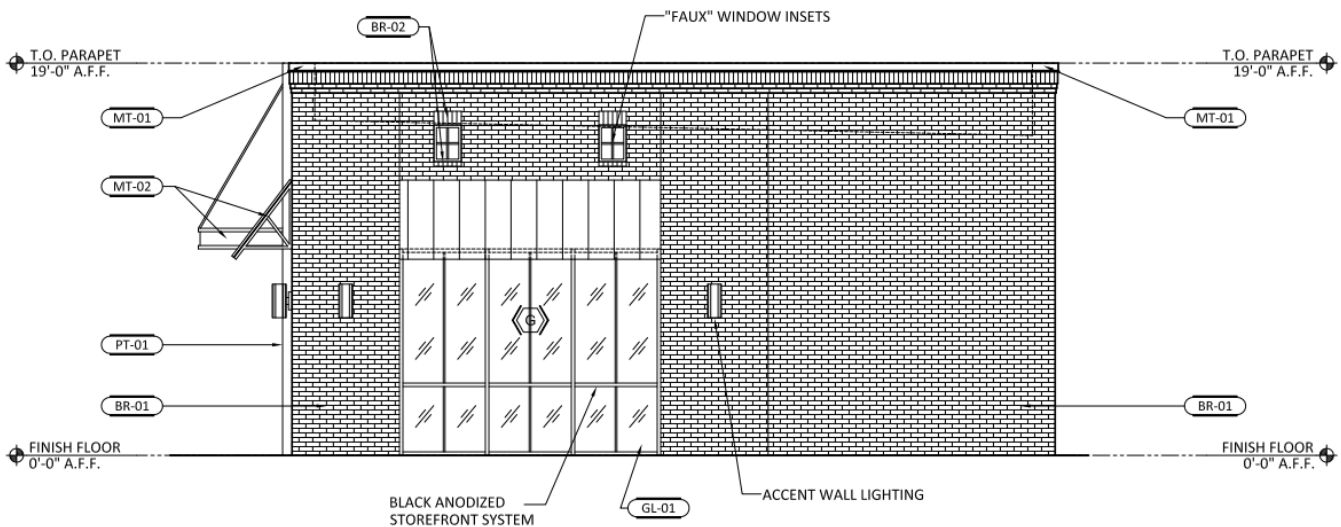 BR-02
"FAUX" WINDOW INSETS
T.O. PARAPET
19'-0" A.F.F.
T.O. PARAPET
19'-0" A.F.F.
MT-01
MT-01
MT-02
G
PT-01
BR-01
BR-01
FINISH FLOOR
0'-0" A.F.F.
FINISH FLOOR
0'-0" A.F.F.
BLACK ANODIZED
STOREFRONT SYSTEM
GL-01
ACCENT WALL LIGHTING